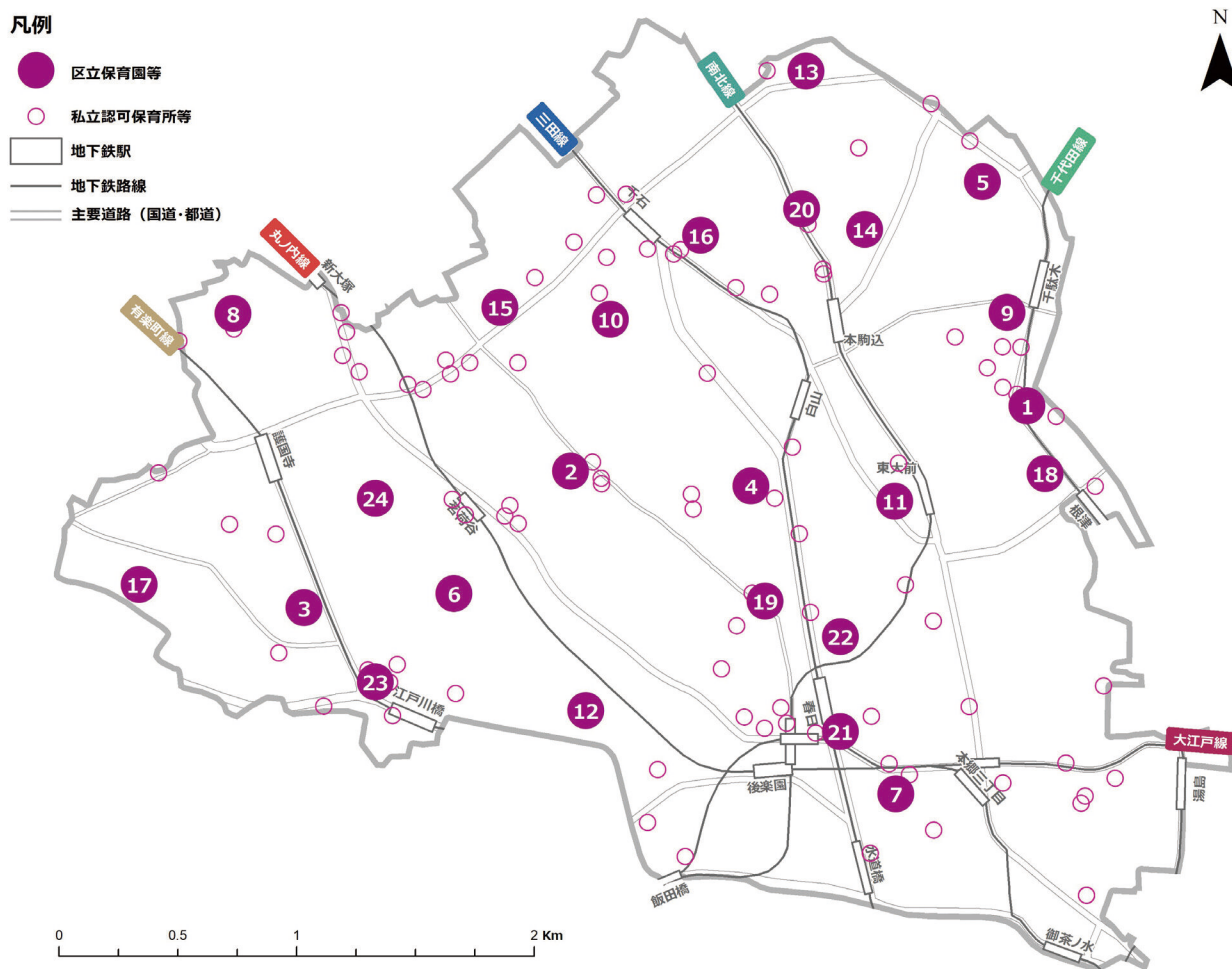 凡例
区立保育園等
私立認可保育所等
地下鉄駅
地下鉄路線
主要道路（国道・都道）
N
南北線
三田線
千代田線
丸ノ内線
有楽町線
大江戸線
13
5
千石
20
16
14
新大塚
8
千駄木
15
10
9
本駒込
1
白山
護国寺
2
4
東大前
18
24
11
茗荷谷
根津
17
3
6
19
22
23
江戸川橋
12
春日
21
後楽園
7
本郷三丁目
湯島
水道橋
飯田橋
御茶ノ水
0
0.5
1
2 Km